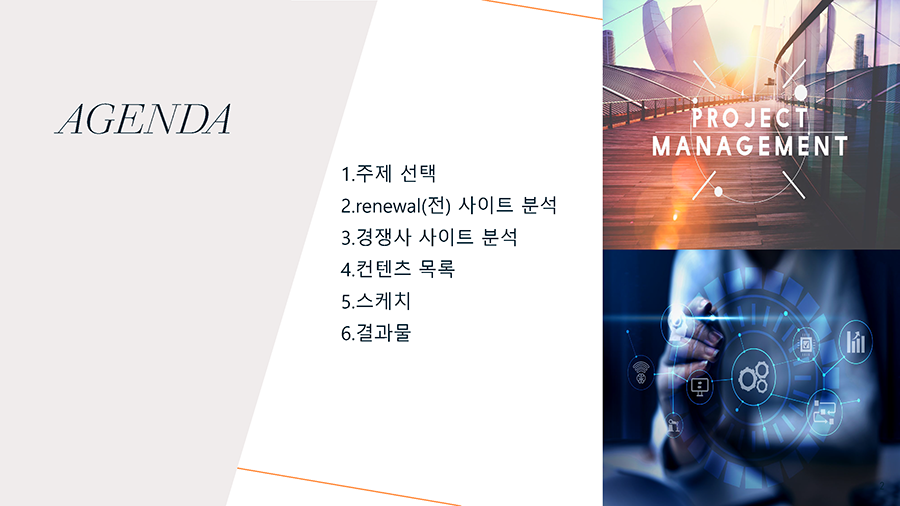 AGENDA
1.주제 선택
2.renewal(전) 사이트 분석
3.경쟁사 사이트 분석
4.컨텐츠 목록
5.스케치
6.결과물
PROJECT
MANAGEMENT